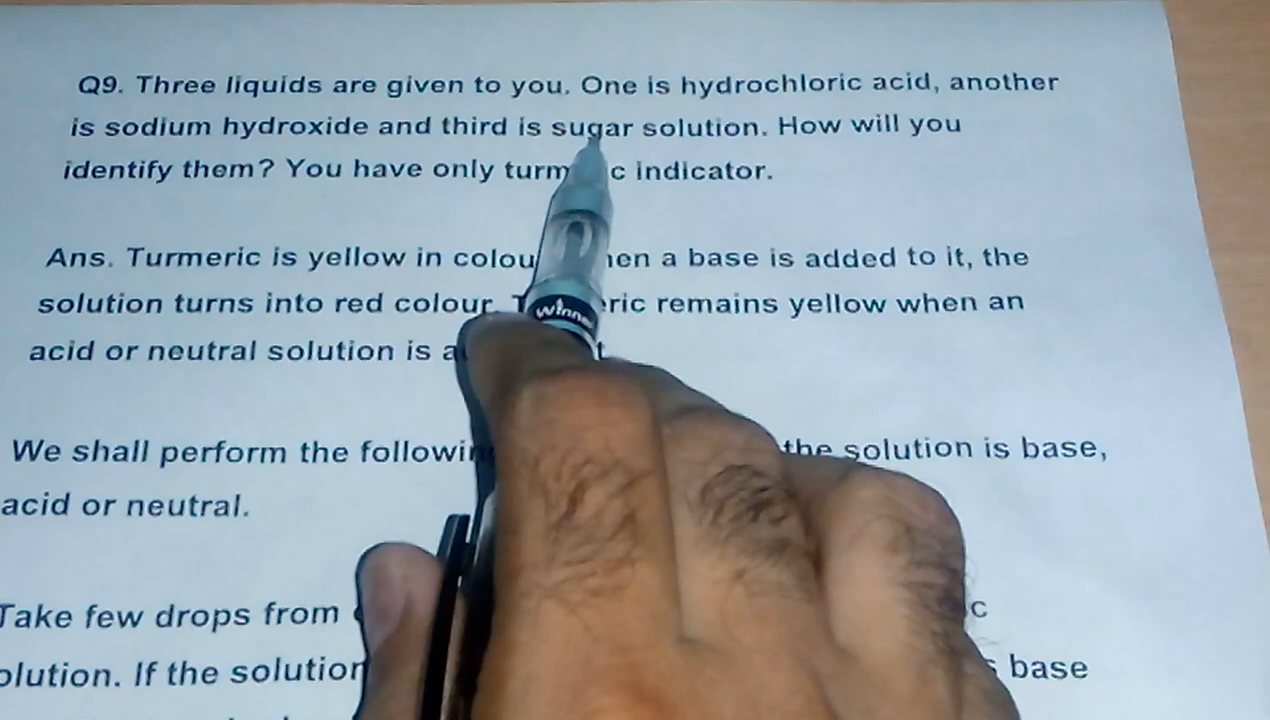 Q9. Three liquids are given to you. One is hydrochloric acid, another
is sodium hydroxide and third is sugar solution. How will you
identify them? You have only turm c indicator.
Ans. Turmeric is yellow in colou en a base is added to it, the
solution turns into red colour. ric remains yellow when an
acid or neutral solution is a t
We shall perform the followin the solution is base,
acid or neutral.
Take few drops from c
olution. If the solution base
winne